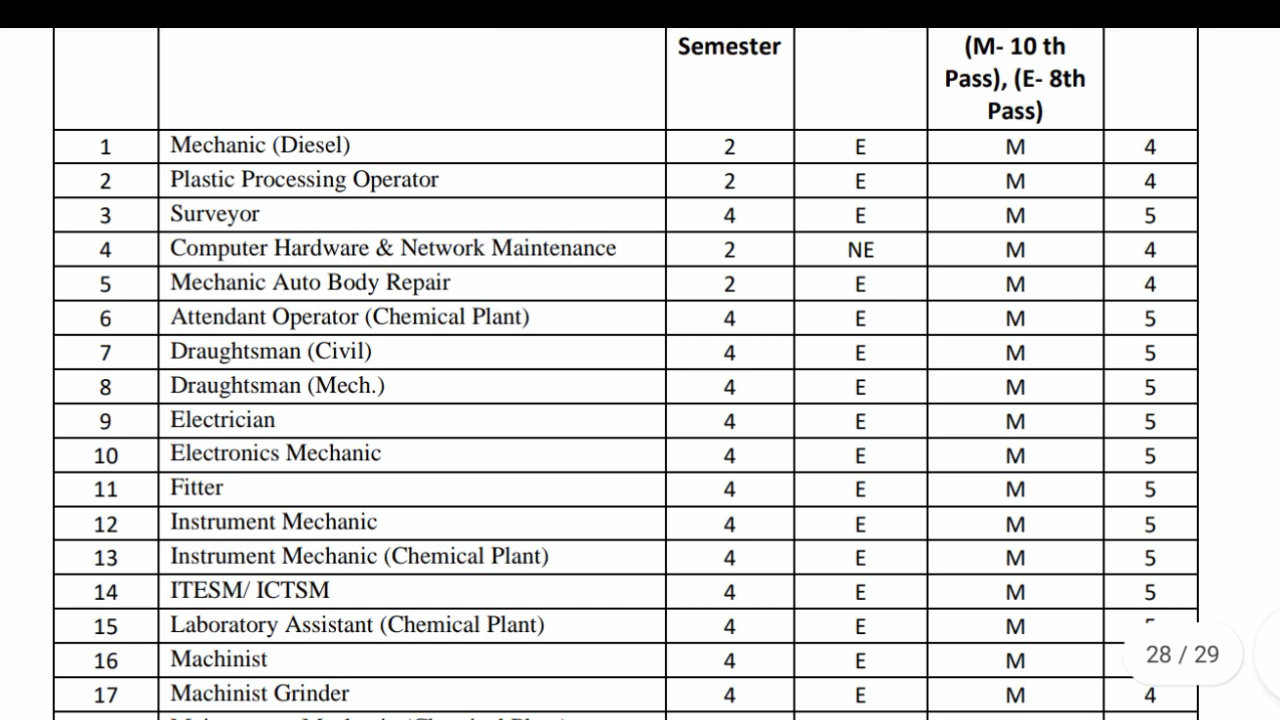 Semester
(M- 10 th
Pass), (E- 8th
Pass)
1 Mechanic (Diesel) 2 E M 4
2 Plastic Processing Operator 2 E M 4
3 Surveyor 4 E M 5
4 Computer Hardware & Network Maintenance 2 NE M 4
5 Mechanic Auto Body Repair 2 E M 4
6 Attendant Operator (Chemical Plant) 4 E M 5
7 Draughtsman (Civil) 4 E M 5
8 Draughtsman (Mech.) 4 E M 5
9 Electrician 4 E M 5
10 Electronics Mechanic 4 E M 5
11 Fitter 4 E M 5
12 Instrument Mechanic 4 E M 5
13 Instrument Mechanic (Chemical Plant) 4 E M 5
14 ITESM/ ICTSM 4 E M 5
15 Laboratory Assistant (Chemical Plant) 4 E M
16 Machinist 4 E M
28 / 29
17 Machinist Grinder 4 E M 4